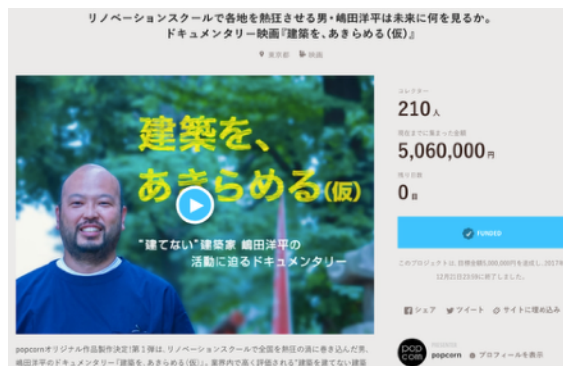 リノベーションスクールで各地を熱狂させる男・嶋田洋平は未来に何を見るか。
ドキュメンタリー映画『建築を、あきらめる(仮)』
東京都 映画
建築を、
あきらめる(仮)
"建てない"建築家 嶋田洋平の
活動に迫るドキュメンタリー
コレクター
210人
現在までに集まった金額
5,060,000円
残り日数
0日
FUNDED
このプロジェクトは、目標金額5,000,000円を達成し、2017年
12月21日23:59に終了しました。
シェア ツイート サイトに埋め込み
pop
com
PRESENTER
popcorn プロフィールを表示
popcornオリジナル作品製作決定!第1弾は、リノベーションスクールで全国を熱狂の渦に巻き込んだ男、
嶋田洋平のドキュメンタリー『建築を、あきらめる(仮)』。業界内で高く評価される"建築を建てない建築